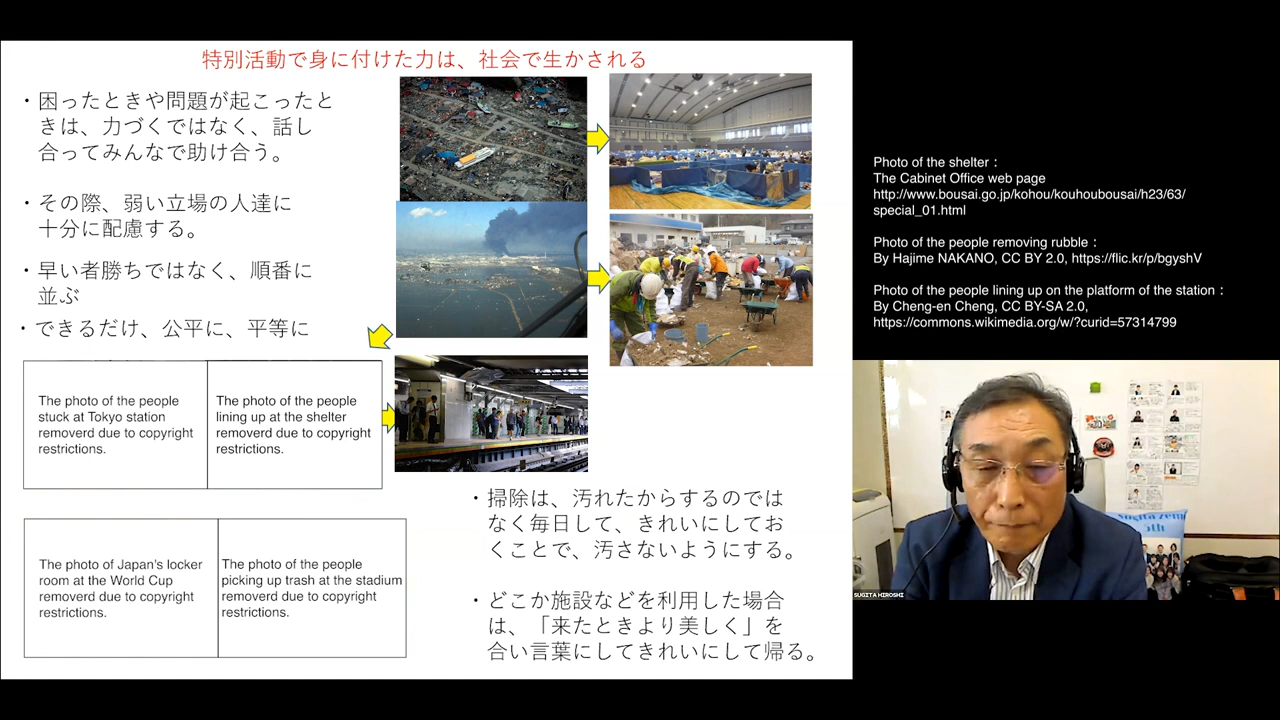 特別活動で身に付けた力は、社会で生かされる
・困ったときや問題が起こったと
きは、力づくではなく、話し
合ってみんなで助け合う。
・その際、弱い立場の人達に
十分に配慮する。
・早い者勝ちではなく、順番に
並ぶ
・できるだけ、公平に、平等に
The photo of the people
stuck at Tokyo station
removerd due to copyright
restrictions.
The photo of the people
lining up at the shelter
removerd due to copyright
restrictions.
The photo of Japan's locker
room at the World Cup
removerd due to copyright
restrictions.
The photo of the people
picking up trash at the stadium
removerd due to copyright
restrictions.
・掃除は、汚れたからするのでは
なく毎日して、きれいにしてお
くことで、汚さないようにする。
・どこか施設などを利用した場合
は、「来たときより美しく」を
合い言葉にしてきれいにして帰る。
Photo of the shelter：
The Cabinet Office web page
http://www.bousai.go.jp/kohou/kouhoubousai/h23/63/
special_01.html
Photo of the people removing rubble：
By Hajime NAKANO, CC BY 2.0, https://flic.kr/p/bgyshV
Photo of the people lining up on the platform of the station：
By Cheng-en Cheng, CC BY-SA 2.0,
https://commons.wikimedia.org/w/?curid=57314799
Sugita zemi
5th
SUGITA HIROSHI